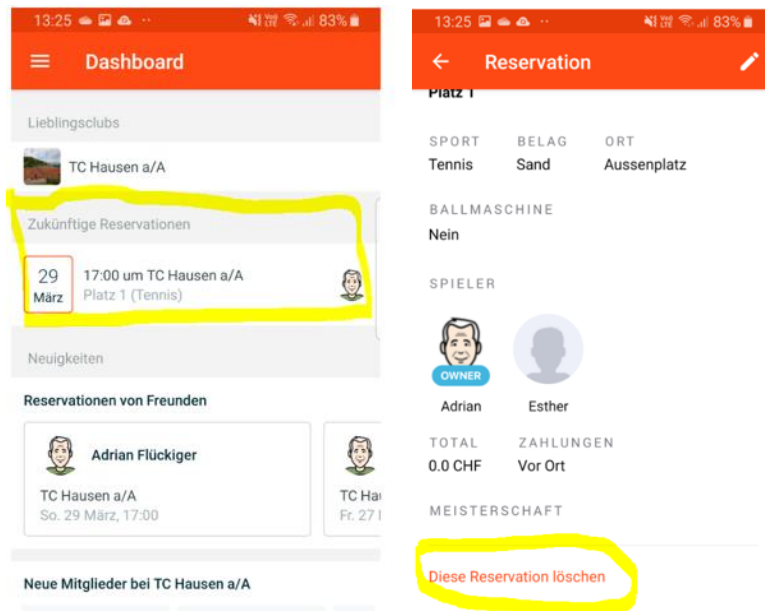 13:25 83%
Dashboard
Lieblingsclubs
TC Hausen a/A
Zukünftige Reservationen
29
März
17:00 um TC Hausen a/A
Platz 1 (Tennis)
Neuigkeiten
Reservationen von Freunden
Adrian Flückiger
TC Hausen a/A
So. 29 März, 17:00
TC Hau
Fr. 27
Neue Mitglieder bei TC Hausen a/A
13:25 83%
Reservation
Platz 1
SPORT BELAG ORT
Tennis Sand Aussenplatz
BALLMASCHINE
Nein
SPIELER
OWNER
Adrian Esther
TOTAL ZAHLUNGEN
0.0 CHF Vor Ort
MEISTERSCHAFT
Diese Reservation löschen